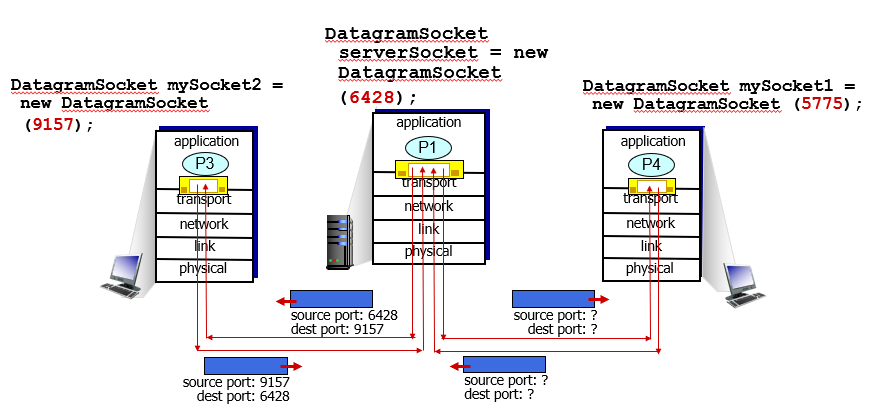 DatagramSocket
serverSocket = new
DatagramSocket
(6428);
DatagramSocket mySocket2 =
new DatagramSocket
(9157);
DatagramSocket mySocket1 =
new DatagramSocket (5775);
application
P3
transport
network
link
physical
application
P1
transport
network
link
physical
application
P4
transport
network
link
physical
source port: 6428
dest port: 9157
source port: ?
dest port: ?
source port: 9157
dest port: 6428
source port: ?
dest port: ?